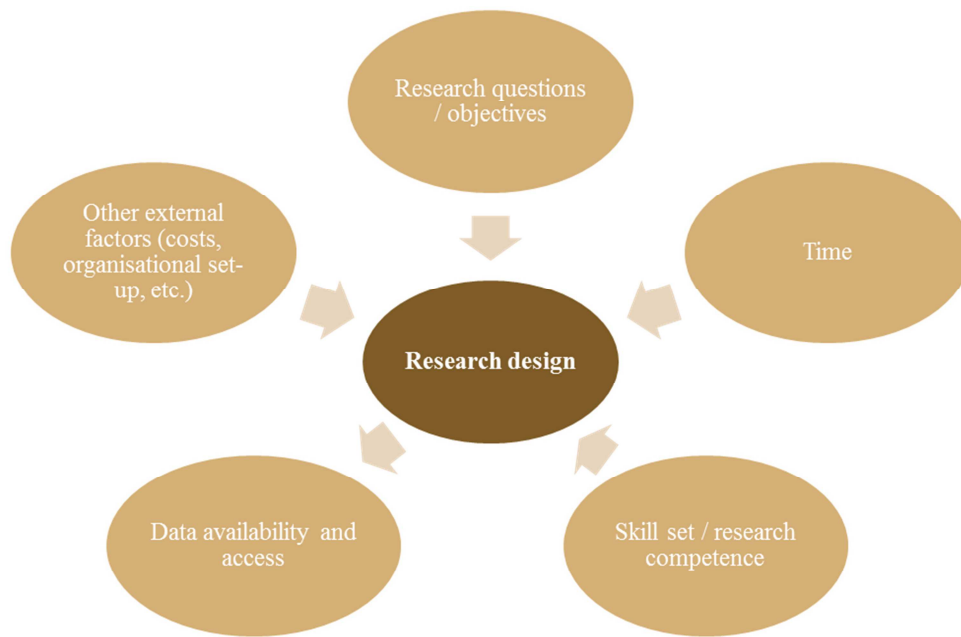 Research questions
/ objectives
Other external
factors (costs,
organisational set-
up, etc.)
Time
Research design
Data availability and
access
Skill set / research
competence